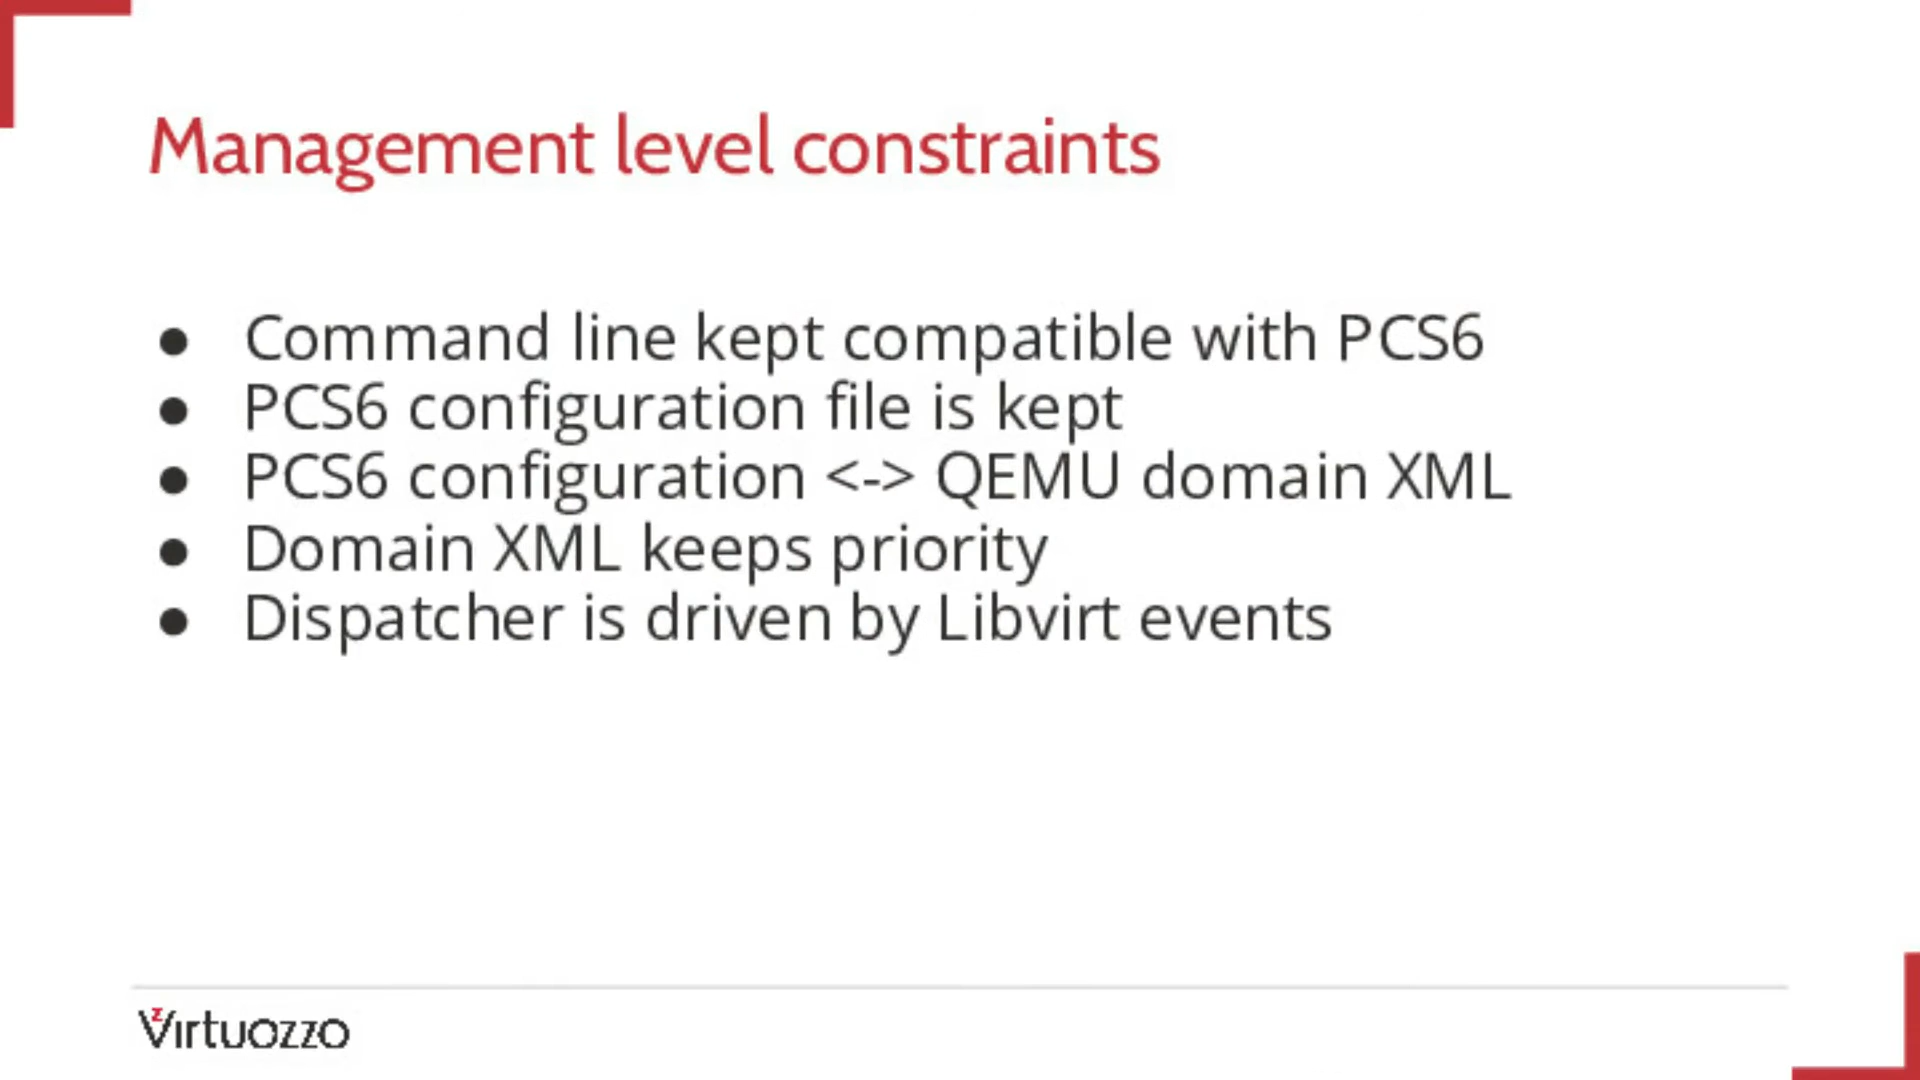 Management level constraints
● Command line kept compatible with PCS6
● PCS6 configuration file is kept
● PCS6 configuration <-> QEMU domain XML
● Domain XML keeps priority
● Dispatcher is driven by Libvirt events
Virtuozzo